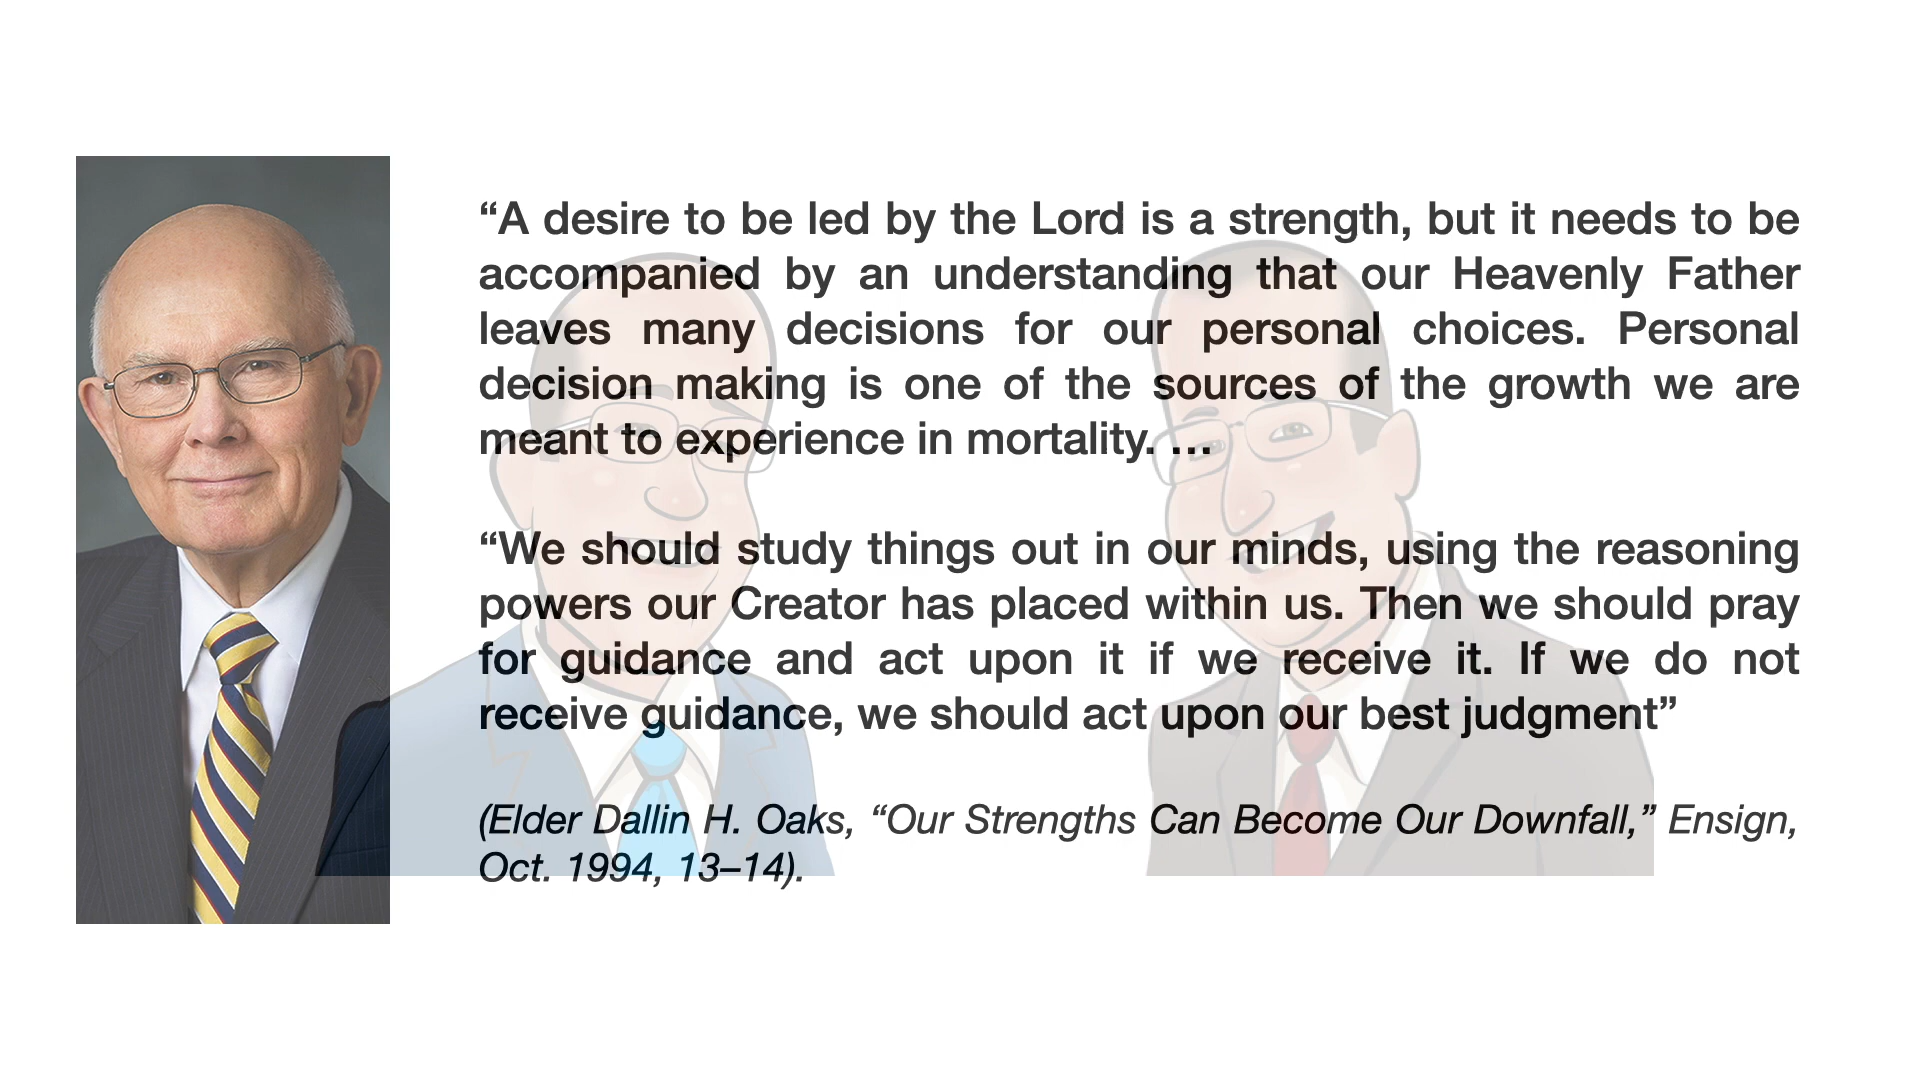 “A desire to be led by the Lord is a strength, but it needs to be
accompanied by an understanding that our Heavenly Father
leaves many decisions for our personal choices. Personal
decision making is one of the sources of the growth we are
meant to experience in mortality. …
“We should study things out in our minds, using the reasoning
powers our Creator has placed within us. Then we should pray
for guidance and act upon it if we receive it. If we do not
receive guidance, we should act upon our best judgment”
(Elder Dallin H. Oaks, “Our Strengths Can Become Our Downfall,” Ensign,
Oct. 1994, 13–14).